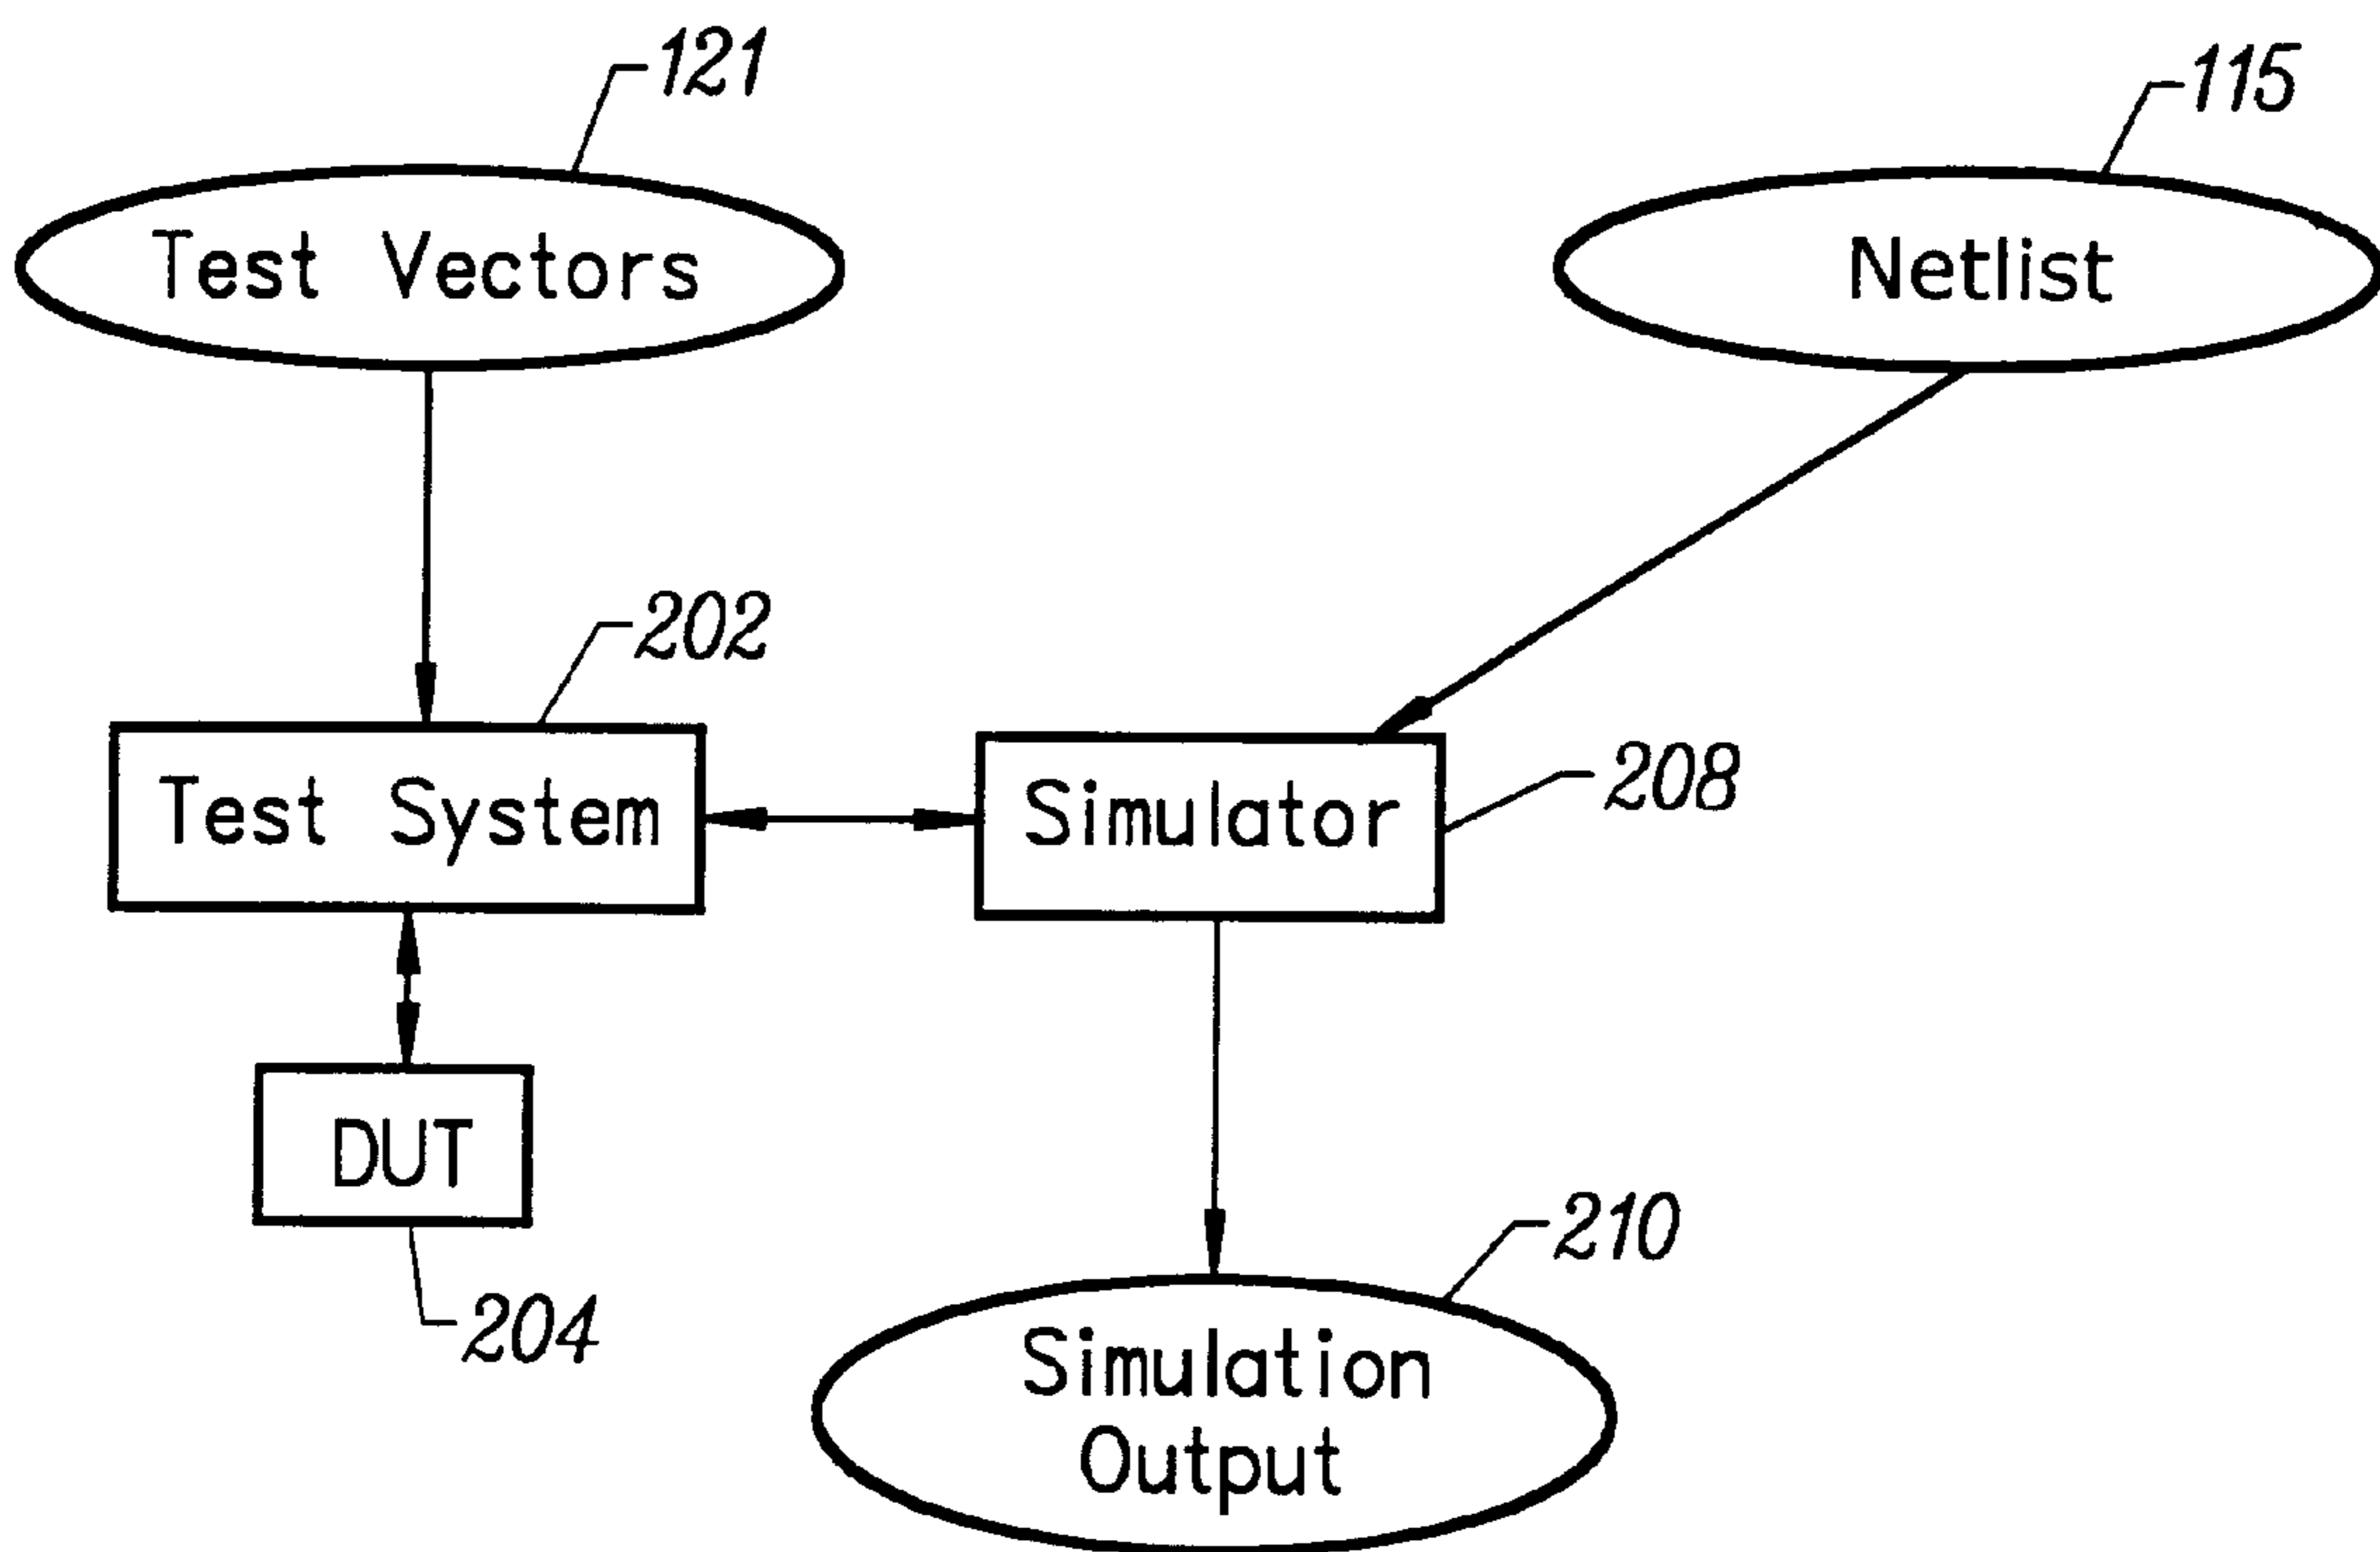 121
115
Test Vectors
Netlist
202
Test System
Simulator
208
DUT
204
210
Simulation
Output